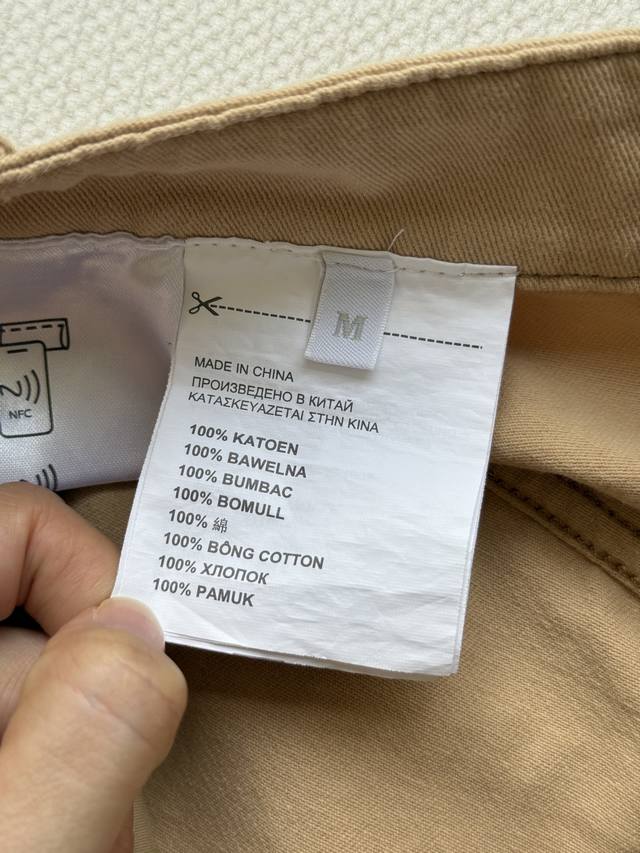 NFC
M
MADE IN CHINA
ПРОИЗВЕДЕНО В КИТАЙ
ΚΑΤΑΣΚΕΥΑΖΕΤΑΙ ΣΤΗΝ ΚΙΝΑ
100% KATOEN
100% BAWELNA
100% BUMBAC
100% BOMULL
100% 綿
100% BÔNG COTTON
100% ХЛОПОК
100% PAMUK